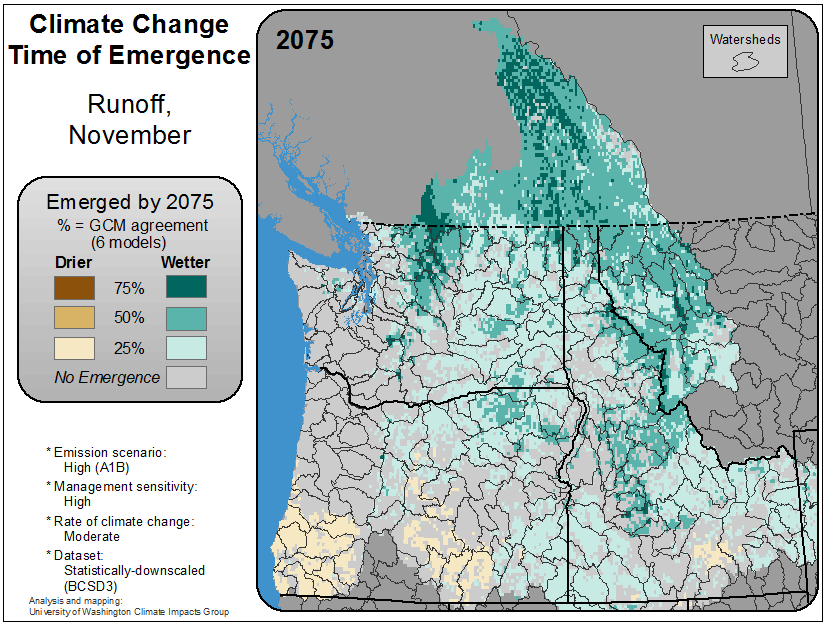 Climate Change
Time of Emergence
Runoff,
November
Emerged by 2075
% = GCM agreement
(6 models)
Drier Wetter
75%
50%
25%
No Emergence
* Emission scenario:
High (A1B)
* Management sensitivity:
High
* Rate of climate change:
Moderate
* Dataset:
Statistically-downscaled
(BCSD3)
Analysis and mapping:
University of Washington Climate Impacts Group
2075
Watersheds